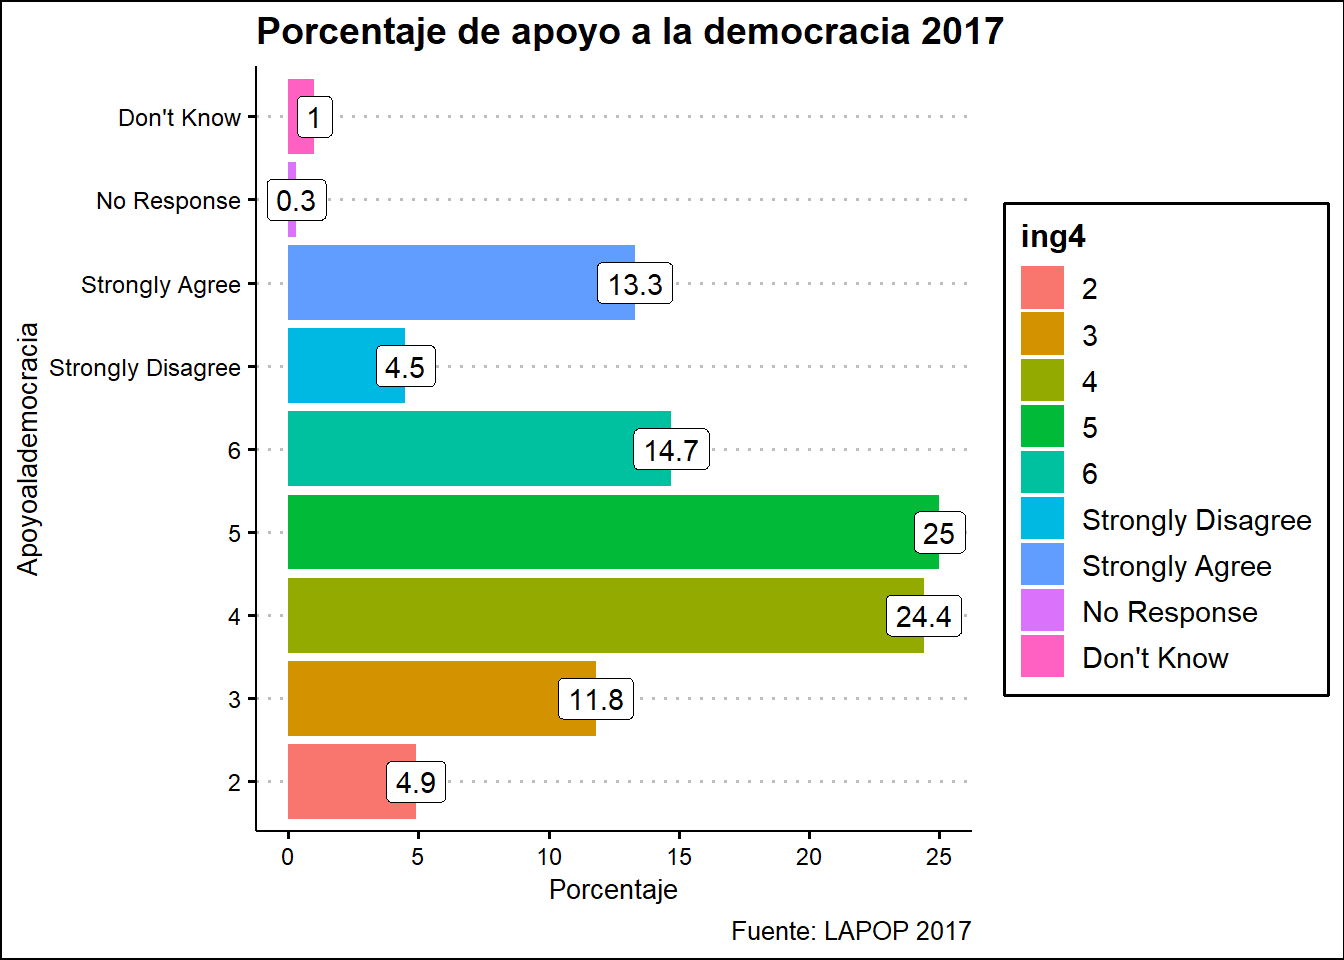 Porcentaje de apoyo a la democracia 2017
Apoyoalademocracia
Don't Know
1
No Response
0.3
Strongly Agree
13.3
Strongly Disagree
4.5
6
14.7
5
25
4
24.4
3
11.8
2
4.9
0 5 10 15 20 25
Porcentaje
Fuente: LAPOP 2017
ing4
2
3
4
5
6
Strongly Disagree
Strongly Agree
No Response
Don't Know